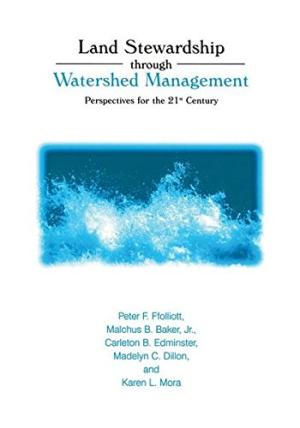 Land Stewardship
through
Watershed Management
Perspectives for the 21st Century
Peter F. Ffolliott,
Malchus B. Baker, Jr.,
Carleton B. Edminster,
Madelyn C. Dillon,
and
Karen L. Mora